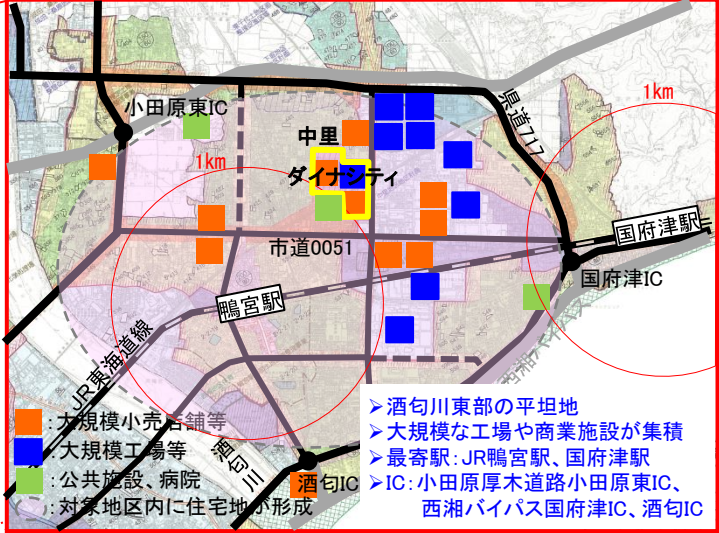 小田原東IC
県道717
1km
中里
1km
ダイナシティ
国府津駅
市道0051
国府津IC
鴨宮駅
JR東海道線
:大規模小売店舗等
:大規模工場等
:公共施設、病院
:対象地区内に住宅地が形成
酒匂川
酒匂IC
➢酒匂川東部の平坦地
➢大規模な工場や商業施設が集積
➢最寄駅:JR鴨宮駅、国府津駅
➢IC:小田原厚木道路小田原東IC、
西湘バイパス国府津IC、酒匂IC